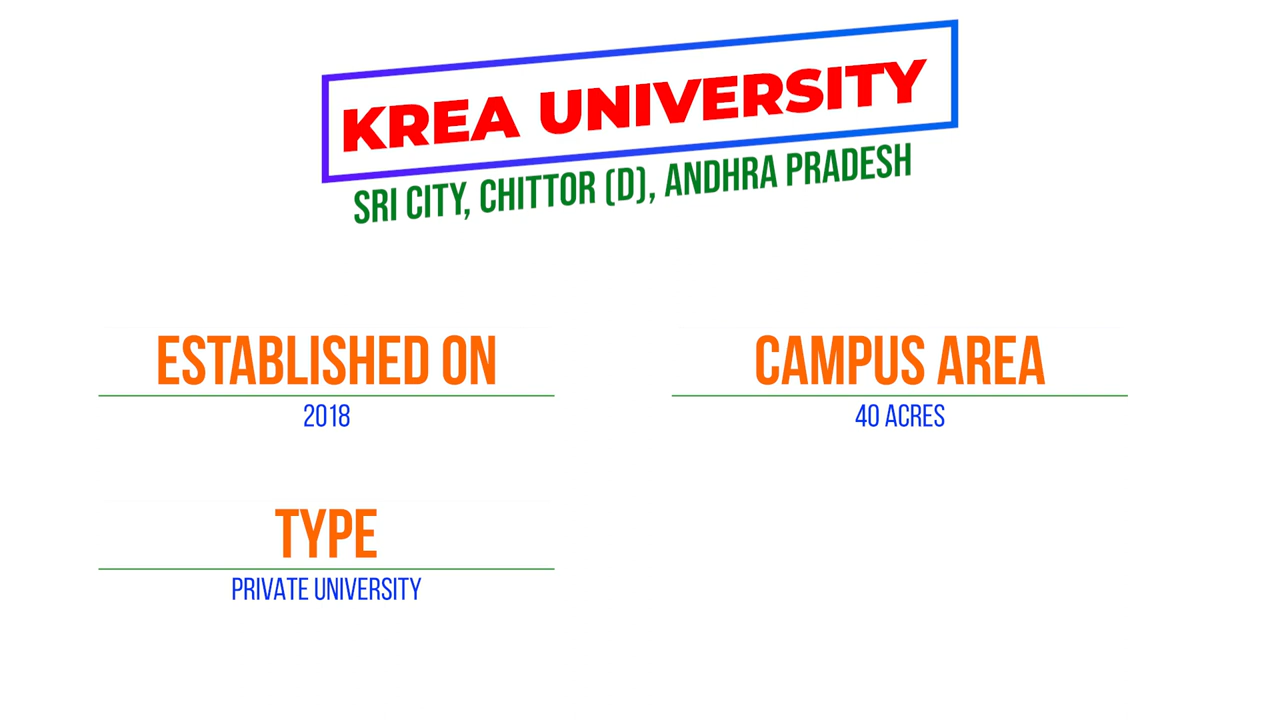 KREA UNIVERSITY
SRI CITY, CHITTOR (D), ANDHRA PRADESH
ESTABLISHED ON
2018
CAMPUS AREA
40 ACRES
TYPE
PRIVATE UNIVERSITY